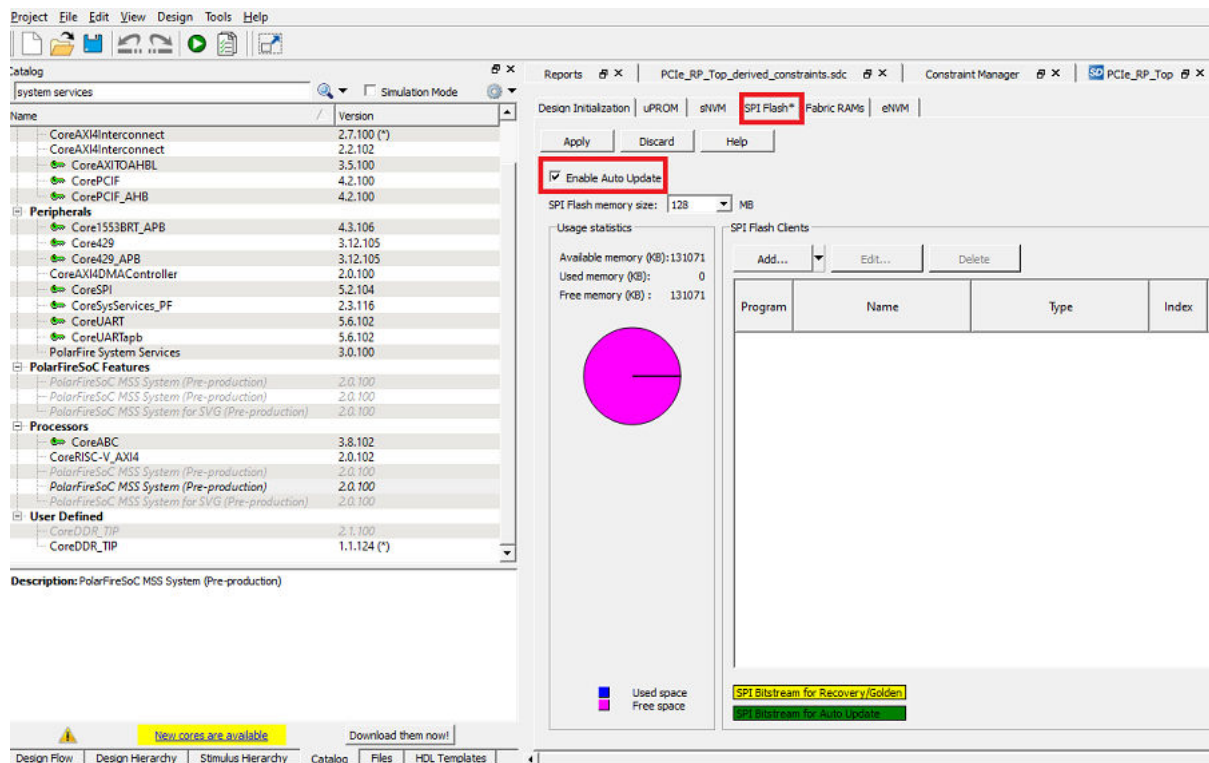 Project File Edit View Design Tools Help
Catalog
system services
Simulation Mode
Name Version
CoreAXI4Interconnect 2.7.100 (*)
CoreAXI4Interconnect 2.2.102
CoreAXITOAHBL 3.5.100
CorePCIF 4.2.100
CorePCIF_AHB 4.2.100
Peripherals
Core1553BRT_APB 4.3.106
Core429 3.12.105
Core429_APB 3.12.105
CoreAXI4DMAController 2.0.100
CoreSPI 5.2.104
CoreSysServices_PF 2.3.116
CoreUART 5.6.102
CoreUARTapb 5.6.102
PolarFire System Services 3.0.100
PolarFireSoC Features
PolarFireSoC MSS System (Pre-production) 2.0.100
PolarFireSoC MSS System (Pre-production) 2.0.100
PolarFireSoC MSS System for SVG (Pre-production) 2.0.100
Processors
CoreABC 3.8.102
CoreRISC-V_AXI4 2.0.102
PolarFireSoC MSS System (Pre-production) 2.0.100
PolarFireSoC MSS System (Pre-production) 2.0.100
PolarFireSoC MSS System for SVG (Pre-production) 2.0.100
User Defined
CoreDDR_TIP 2.1.100
CoreDDR_TIP 1.1.124 (*)
Description: PolarFireSoC MSS System (Pre-production)
New cores are available Download them now!
Design Flow Design Hierarchy Stimulus Hierarchy Catalog Files HDL Templates
Reports PCIe_RP_Top_derived_constraints.sdc Constraint Manager SD PCIe_RP_Top
Design Initialization uPROM sNVM SPI Flash* Fabric RAMs eNVM
Apply Discard Help
Enable Auto Update
SPI Flash memory size: 128 MB
Usage statistics
Available memory (KB): 131071
Used memory (KB): 0
Free memory (KB) : 131071
Used space
Free space
SPI Flash Clients
Add... Edit... Delete
Program Name Type Index
SPI Bitstream for Recovery/Golden
SPI Bitstream for Auto Update